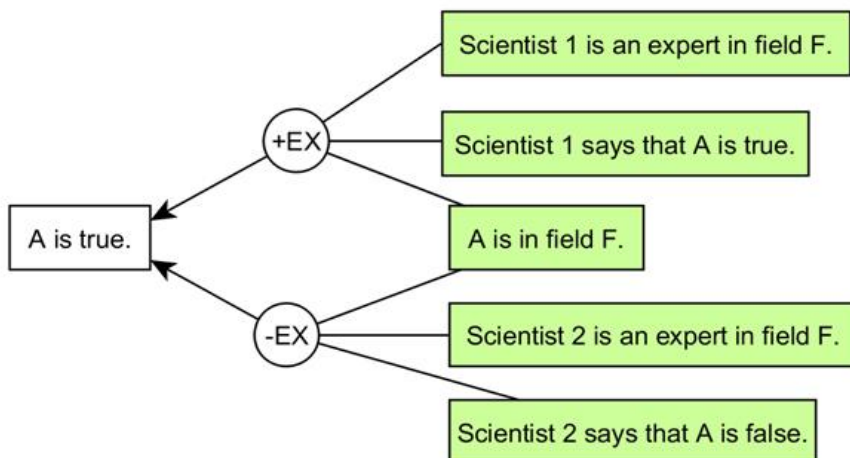 Scientist 1 is an expert in field F.
+EX
Scientist 1 says that A is true.
A is true.
A is in field F.
-EX
Scientist 2 is an expert in field F.
Scientist 2 says that A is false.